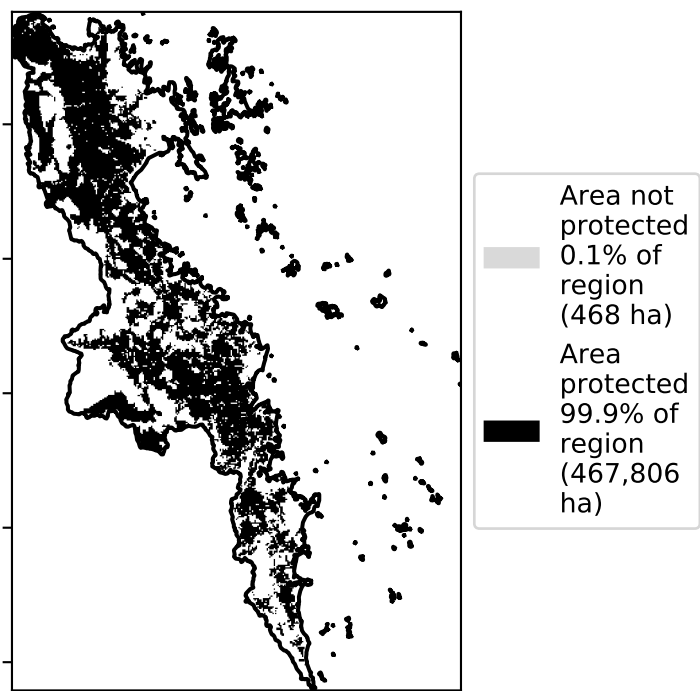 Area not
protected
0.1% of
region
(468 ha)
Area
protected
99.9% of
region
(467,806
ha)